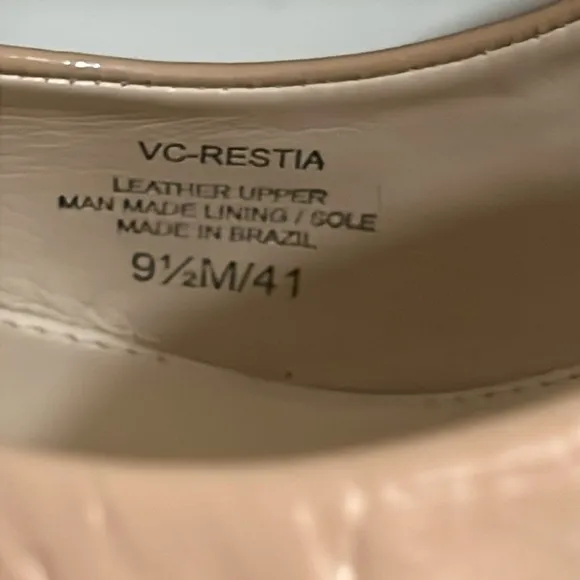 VC-RESTIA
LEATHER UPPER
MAN MADE LINING / SOLE
MADE IN BRAZIL
9½M/41